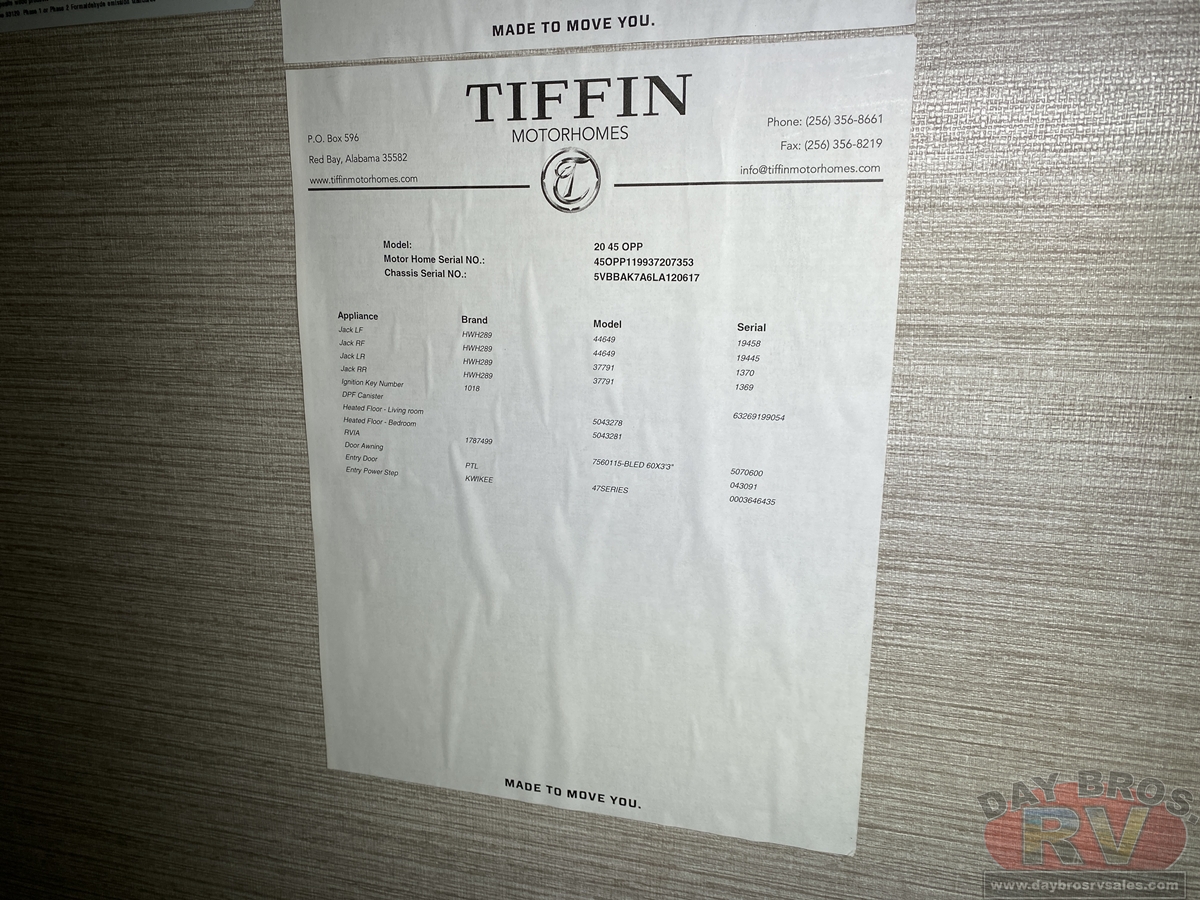 MADE TO MOVE YOU.
TIFFIN
MOTORHOMES
P.O. Box 596
Red Bay, Alabama 35582
www.tiffinmotorhomes.com
Phone: (256) 356-8661
Fax: (256) 356-8219
info@tiffinmotorhomes.com
T
Model: 20 45 OPP
Motor Home Serial NO.: 45OPP119937207353
Chassis Serial NO.: 5VBBAK7A6LA120617
Appliance Brand Model Serial
Jack LF HWH289 44649 19458
Jack RF HWH289 44649 19445
Jack LR HWH289 37791 1370
Jack RR HWH289 37791 1369
Ignition Key Number 1018
DPF Canister 63269199054
Heated Floor - Living room 5043278
Heated Floor - Bedroom 5043281
RVIA 1787499
Door Awning 7560115-BLED 60X3'3" 5070600
Entry Door PTL 043091
Entry Power Step KWIKEE 47SERIES 0003646435
MADE TO MOVE YOU.
DAY BROS.
RV
www.daybrosrvsales.com